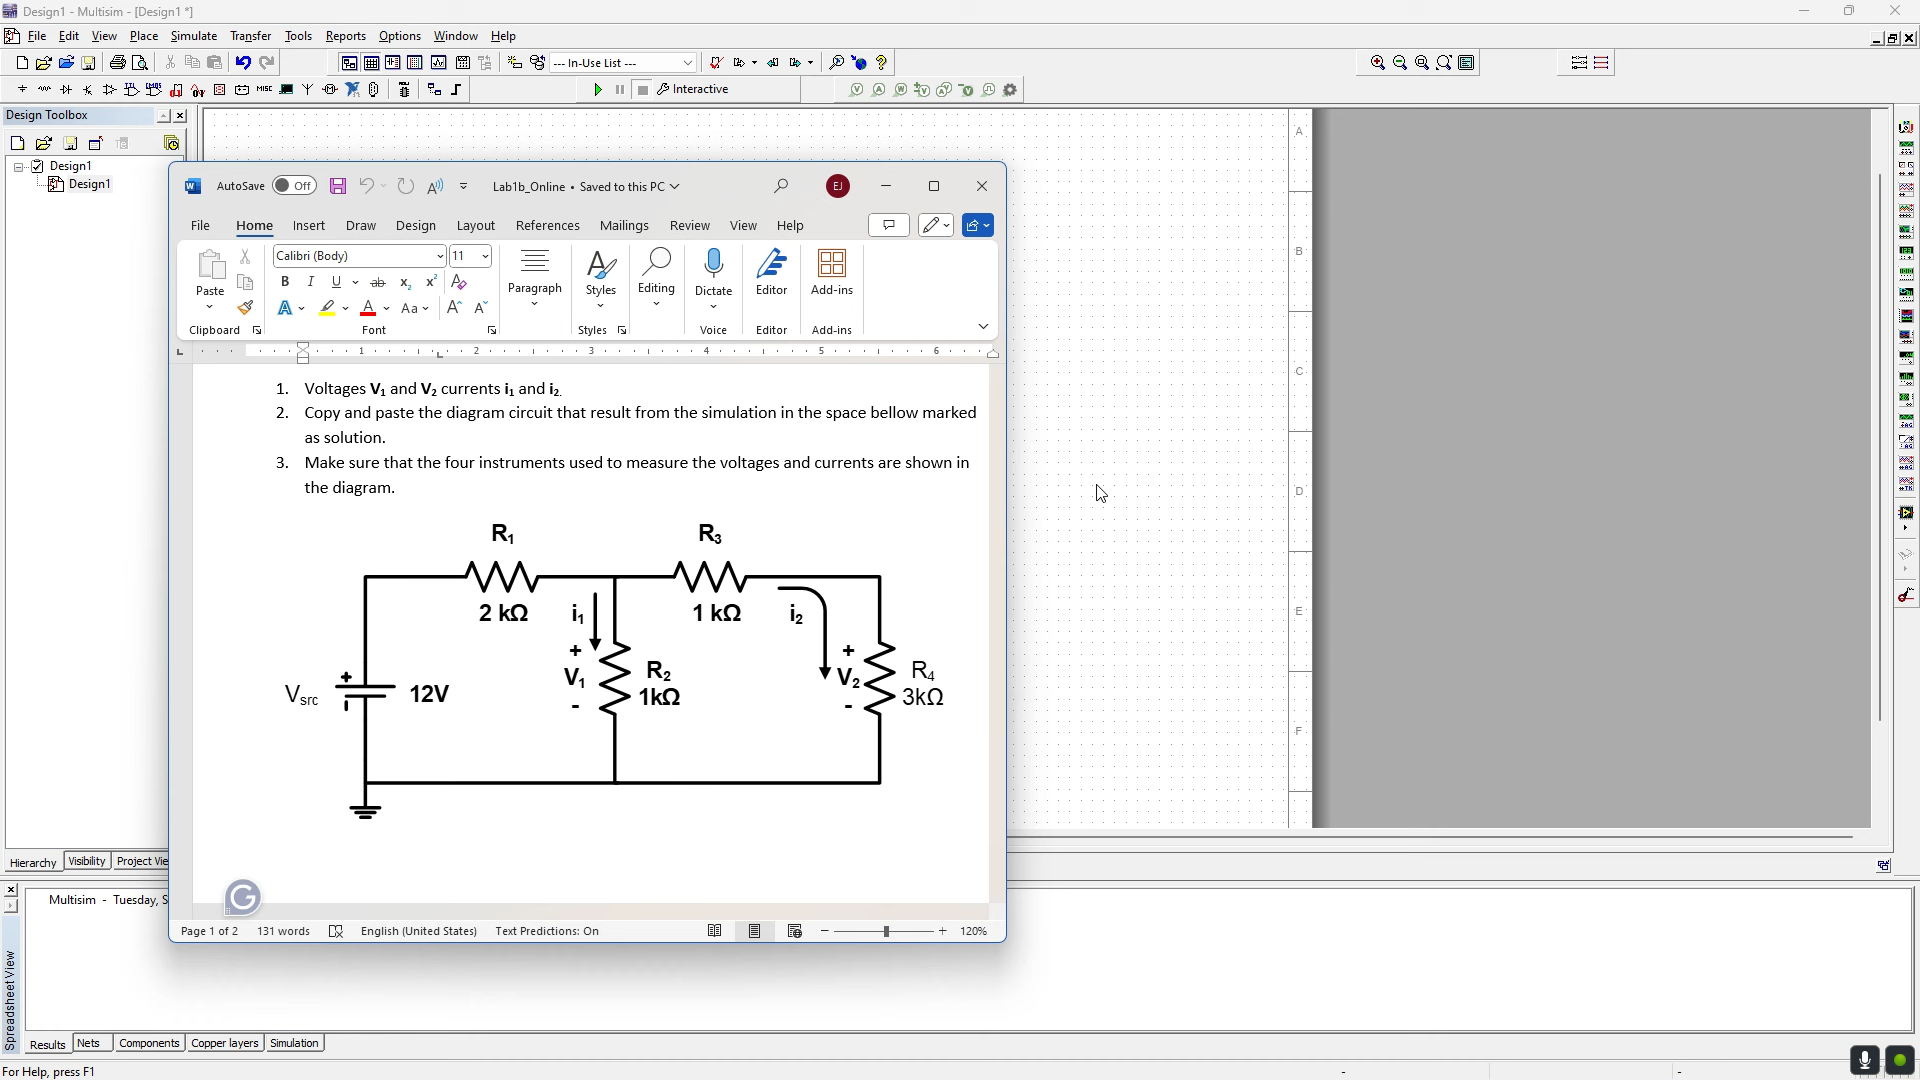 Design1 - Multisim - [Design1 *]
File Edit View Place Simulate Transfer Tools Reports Options Window Help
--- In-Use List ---
Interactive
Design Toolbox
Design1
Design1
A
B
C
D
E
F
AutoSave Off Lab1b_Online • Saved to this PC EJ
File Home Insert Draw Design Layout References Mailings Review View Help
Calibri (Body) 11
Paste Paragraph Styles Editing Dictate Editor Add-ins
Clipboard Font Styles Voice Editor Add-ins
1 2 3 4 5 6
1. Voltages V₁ and V₂ currents i₁ and i₂.
2. Copy and paste the diagram circuit that result from the simulation in the space bellow marked
as solution.
3. Make sure that the four instruments used to measure the voltages and currents are shown in
the diagram.
R₁ R₃
2 kΩ i₁ 1 kΩ i₂
+ + +
Vsrc 12V V₁ R₂ 1kΩ V₂ R₄ 3kΩ
- - -
G
Page 1 of 2 131 words English (United States) Text Predictions: On 120%
Hierarchy Visibility Project Vie
Multisim - Tuesday, S
Spreadsheet View
Results Nets Components Copper layers Simulation
For Help, press F1 - -